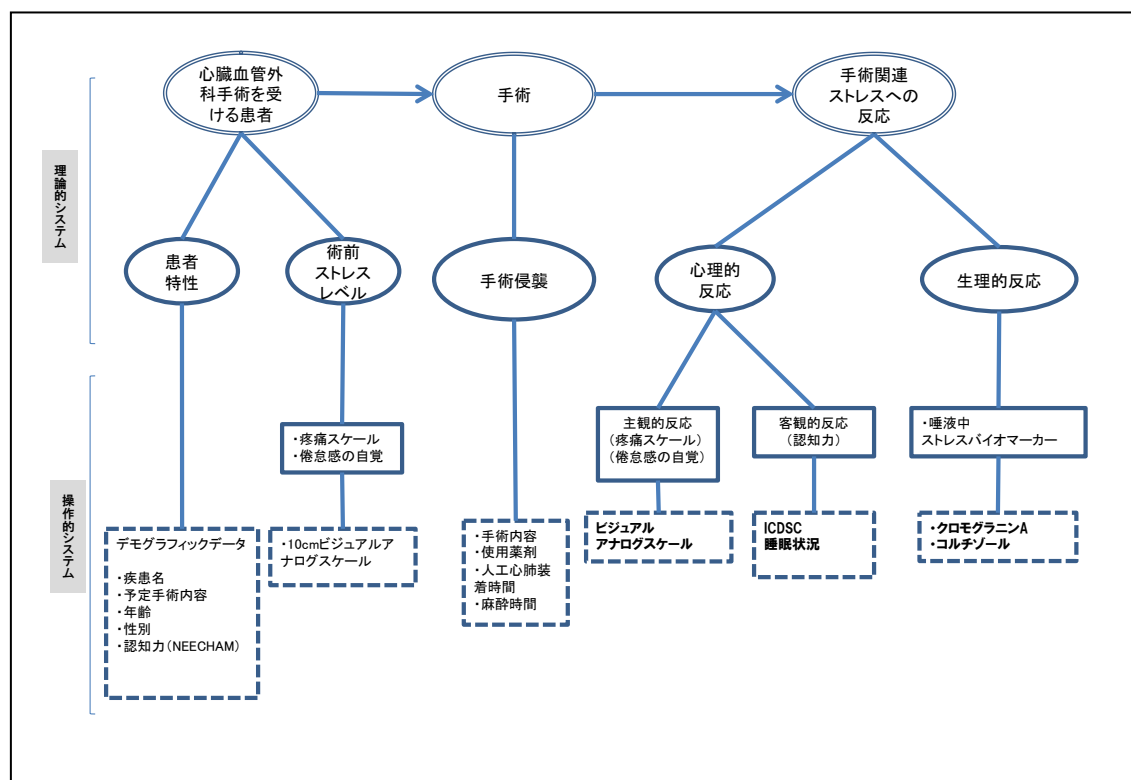 心臓血管外
科手術を受
ける患者
手術
手術関連
ストレスへの
反応
理論的システム
患者
特性
術前
ストレス
レベル
手術侵襲
心理的
反応
生理的反応
操作的システム
・疼痛スケール
・倦怠感の自覚
主観的反応
(疼痛スケール)
(倦怠感の自覚)
客観的反応
(認知力)
・唾液中
ストレスバイオマーカー
デモグラフィックデータ
・疾患名
・予定手術内容
・年齢
・性別
・認知力(NEECHAM)
・10cmビジュアルア
ナログスケール
・手術内容
・使用薬剤
・人工心肺装
着時間
・麻酔時間
ビジュアル
アナログスケール
ICDSC
睡眠状況
・クロモグラニンA
・コルチゾール